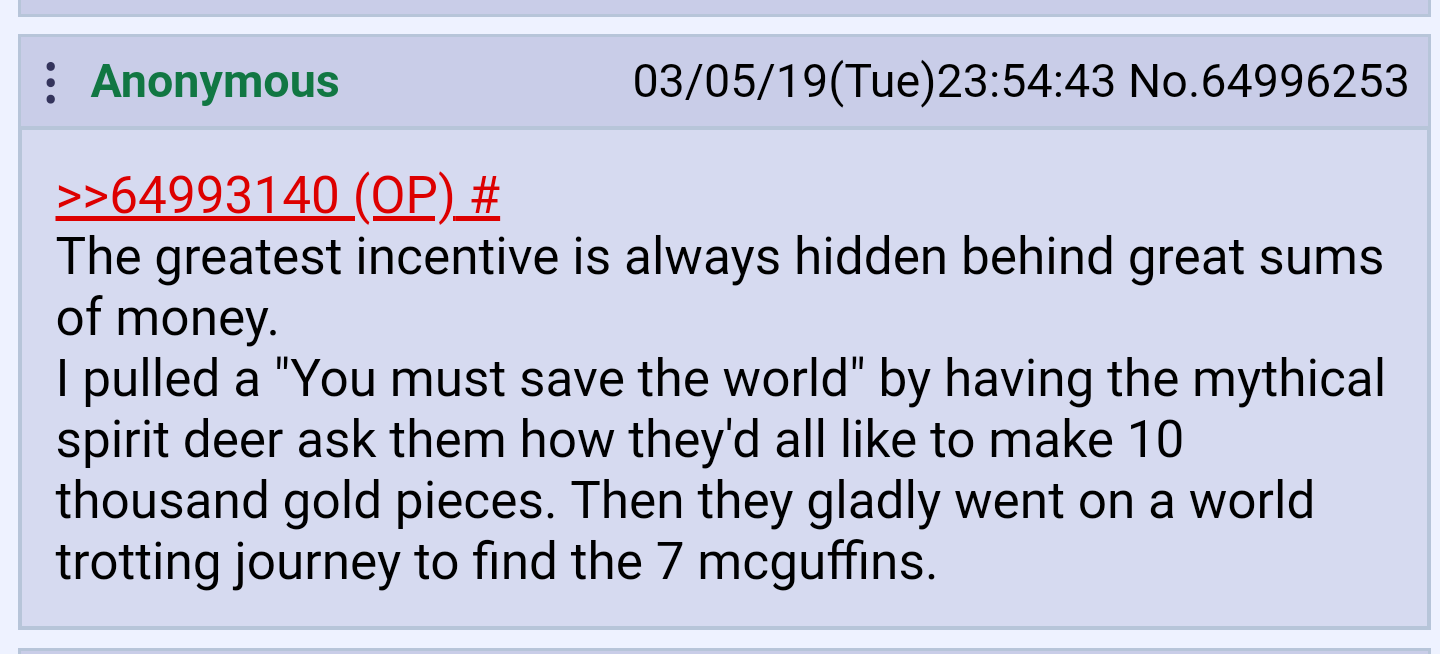 Anonymous 03/05/19(Tue)23:54:43 No.64996253
>>64993140 (OP) #
The greatest incentive is always hidden behind great sums
of money.
I pulled a "You must save the world" by having the mythical
spirit deer ask them how they'd all like to make 10
thousand gold pieces. Then they gladly went on a world
trotting journey to find the 7 mcguffins.